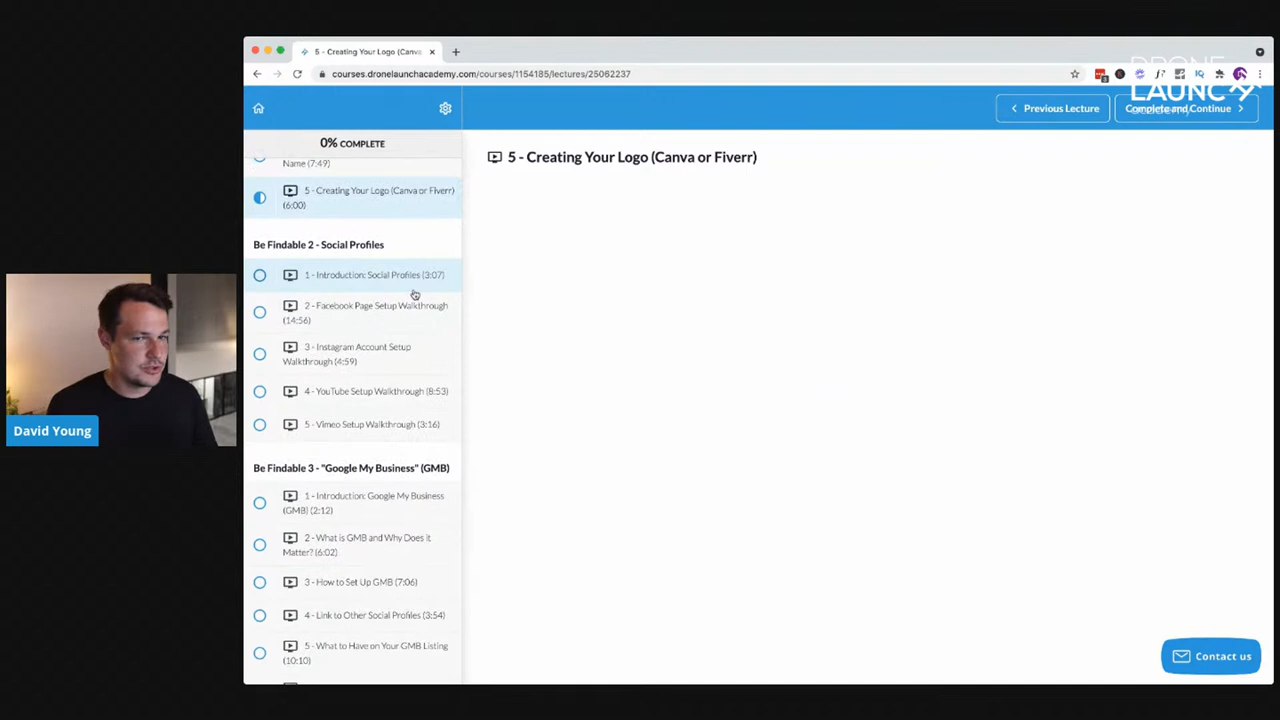 5 - Creating Your Logo (Canva
courses.dronelaunchacademy.com/courses/1154185/lectures/25062237
DRONE
LAUNCH
academy
Previous Lecture
Complete and Continue
0% COMPLETE
Name (7:49)
5 - Creating Your Logo (Canva or Fiverr)
(6:00)
Be Findable 2 - Social Profiles
1 - Introduction: Social Profiles (3:07)
2 - Facebook Page Setup Walkthrough
(14:56)
3 - Instagram Account Setup
Walkthrough (4:59)
4 - YouTube Setup Walkthrough (8:53)
5 - Vimeo Setup Walkthrough (3:16)
Be Findable 3 - "Google My Business" (GMB)
1 - Introduction: Google My Business
(GMB) (2:12)
2 - What is GMB and Why Does it
Matter? (6:02)
3 - How to Set Up GMB (7:06)
4 - Link to Other Social Profiles (3:54)
5 - What to Have on Your GMB Listing
(10:10)
5 - Creating Your Logo (Canva or Fiverr)
David Young
Contact us